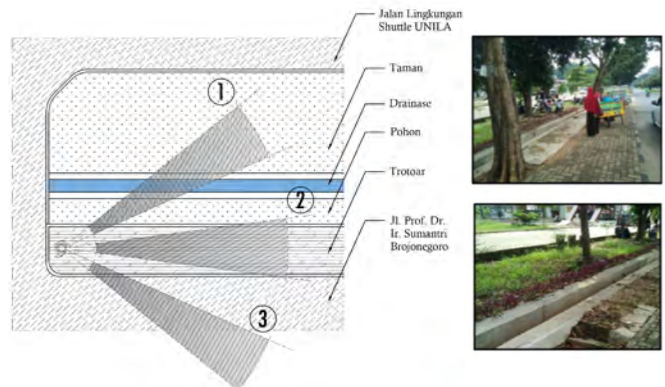 Jalan Lingkungan
Shuttle UNILA
Taman
1
Drainase
Pohon
2
Trotoar
Jl. Prof. Dr.
Ir. Sumantri
Brojonegoro
3